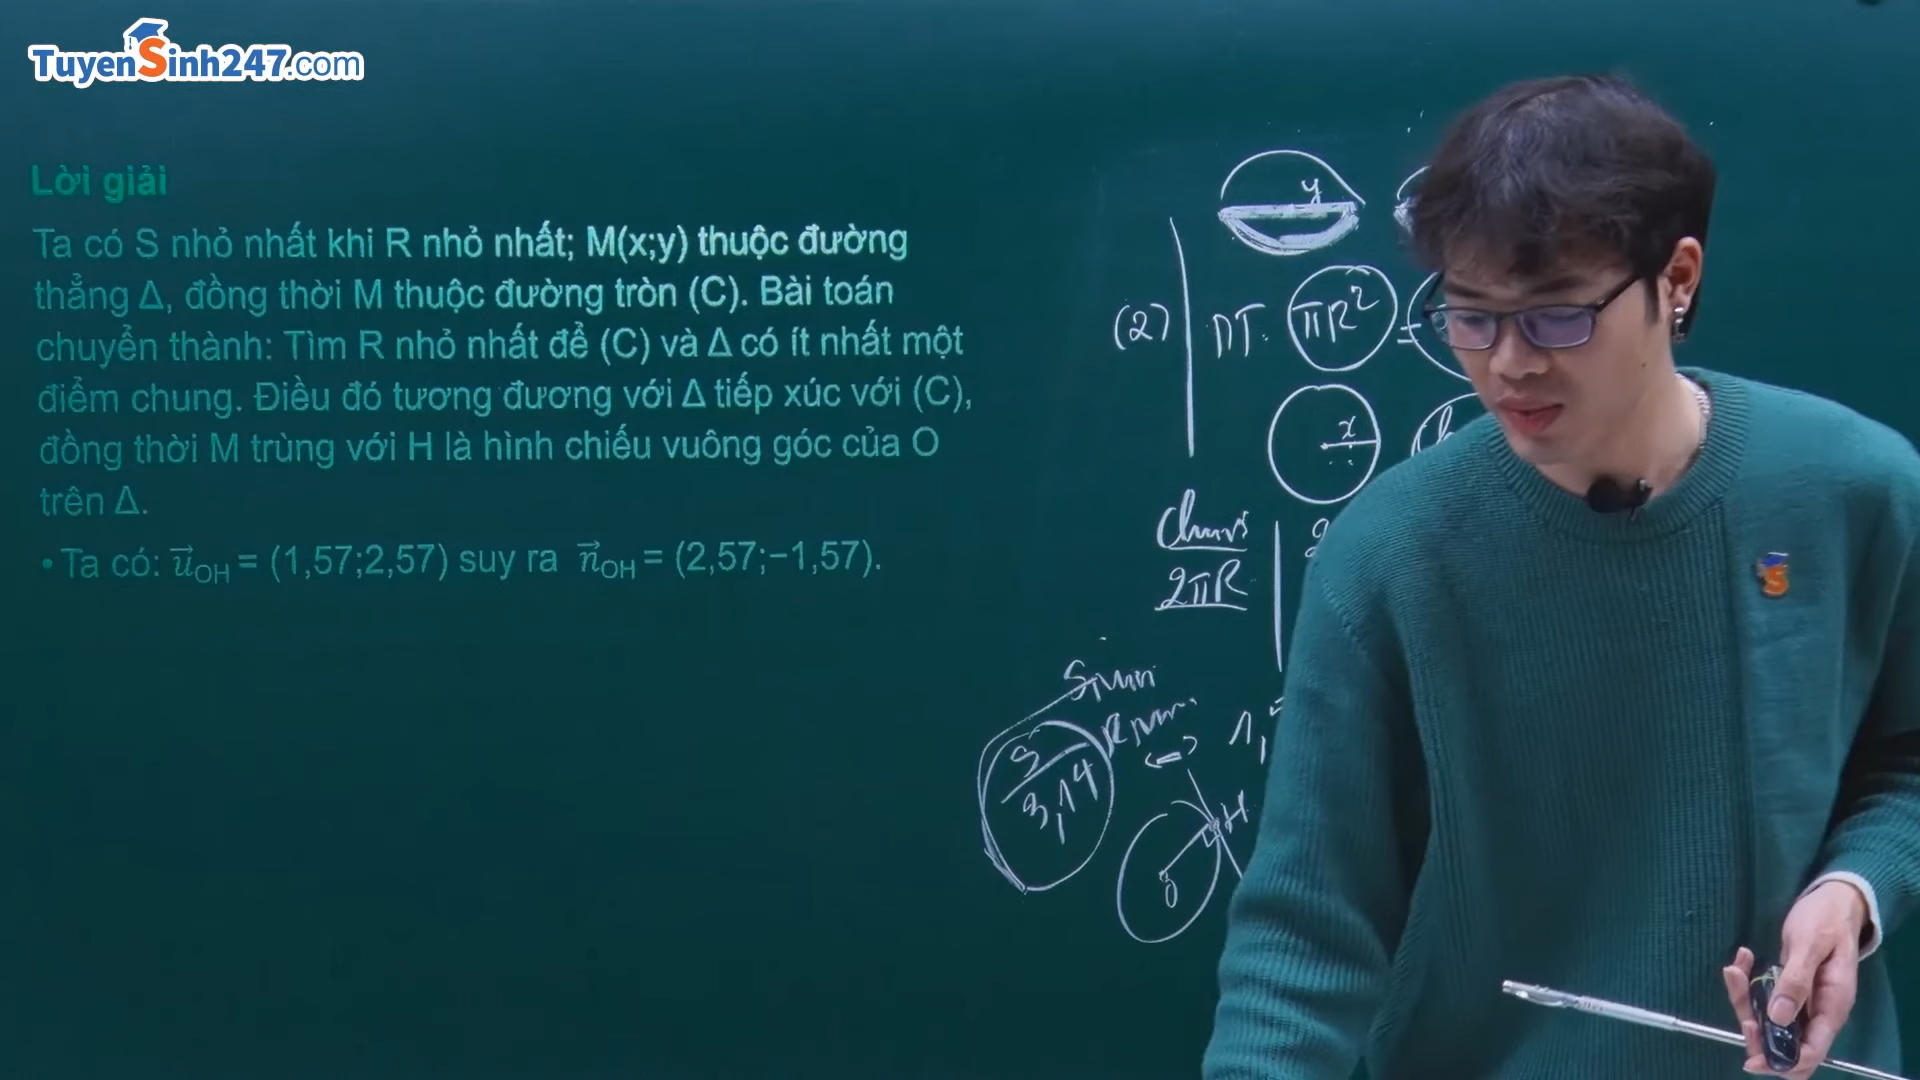 TuyenSinh247.com
Lời giải
Ta có S nhỏ nhất khi R nhỏ nhất; M(x;y) thuộc đường
thẳng Δ, đồng thời M thuộc đường tròn (C). Bài toán
chuyển thành: Tìm R nhỏ nhất để (C) và Δ có ít nhất một
điểm chung. Điều đó tương đương với Δ tiếp xúc với (C),
đồng thời M trùng với H là hình chiếu vuông góc của O
trên Δ.
• Ta có: u⃗OH = (1,57;2,57) suy ra n⃗OH = (2,57;−1,57).
y
(2) DT: πR² =
x
2πR
Smin
Rmin
S
3,14
H
S